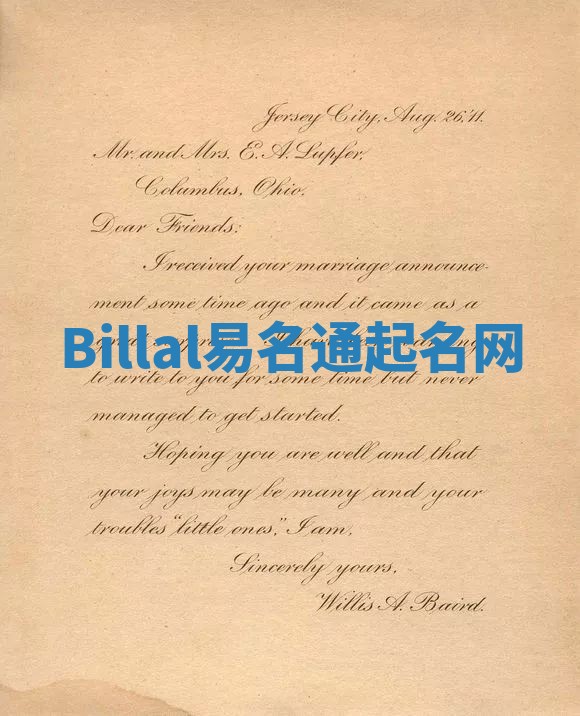 Jersey City, Aug. 26, '11.
Mr. and Mrs. E. A. Lupfer,
Columbus, Ohio.
Dear Friends:
I received your marriage announce-
ment some time ago and it came as a
great
Billal易名通起名网
to write to you for some time but never
managed to get started.
Hoping you are well and that
your joys may be many and your
troubles "little ones," I am,
Sincerely yours,
Willis A. Baird.